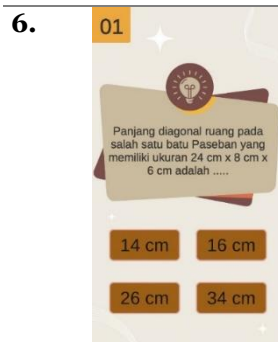 6.
01
Panjang diagonal ruang pada
salah satu batu Paseban yang
memiliki ukuran 24 cm x 8 cm x
6 cm adalah .....
14 cm
16 cm
26 cm
34 cm